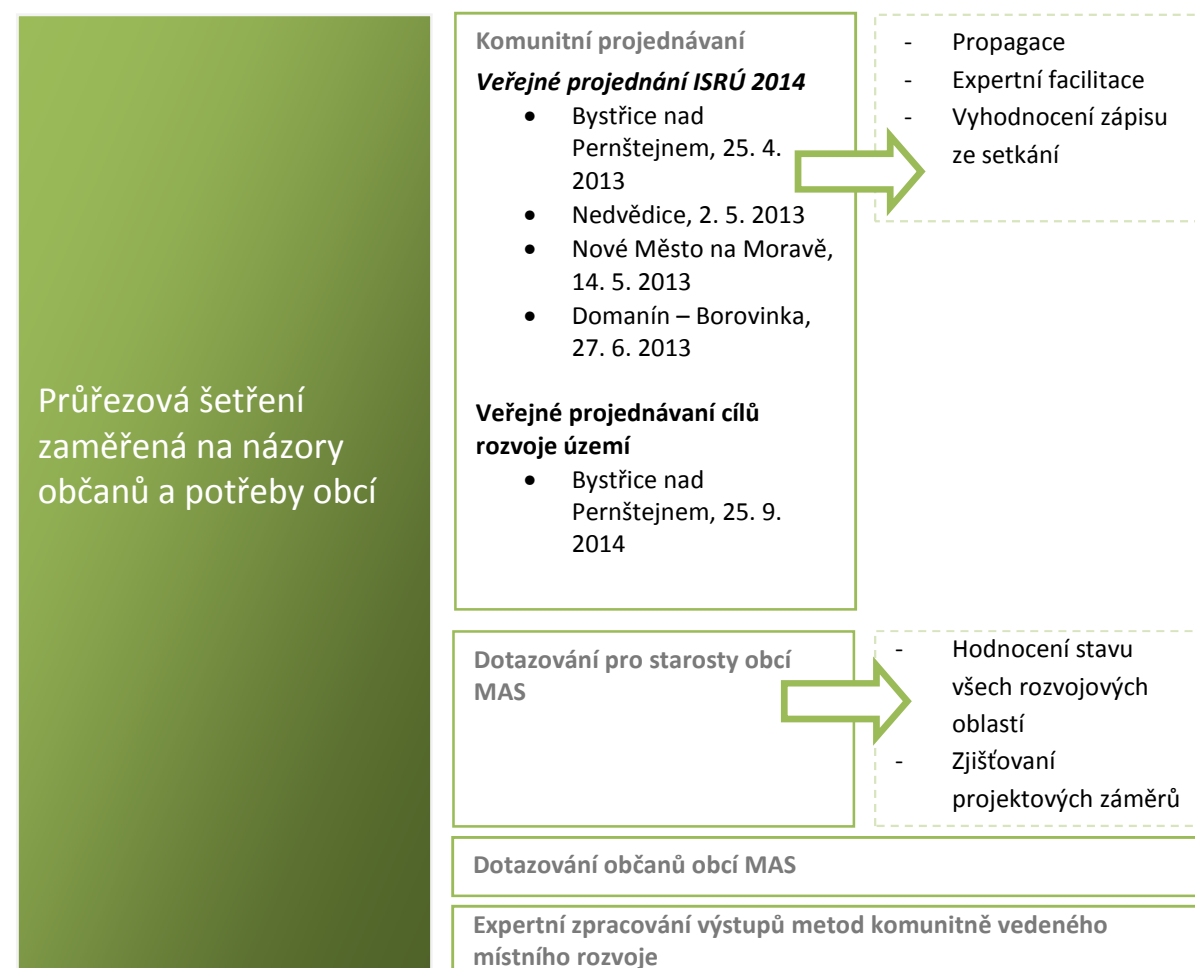 Průřezová šetření
zaměřená na názory
občanů a potřeby obcí
Komunitní projednávaní
Veřejné projednání ISRÚ 2014
• Bystřice nad
Pernštejnem, 25. 4.
2013
• Nedvědice, 2. 5. 2013
• Nové Město na Moravě,
14. 5. 2013
• Domanín – Borovinka,
27. 6. 2013
Veřejné projednávaní cílů
rozvoje území
• Bystřice nad
Pernštejnem, 25. 9.
2014
- Propagace
- Expertní facilitace
- Vyhodnocení zápisu
ze setkání
Dotazování pro starosty obcí
MAS
- Hodnocení stavu
všech rozvojových
oblastí
- Zjišťovaní
projektových záměrů
Dotazování občanů obcí MAS
Expertní zpracování výstupů metod komunitně vedeného
místního rozvoje